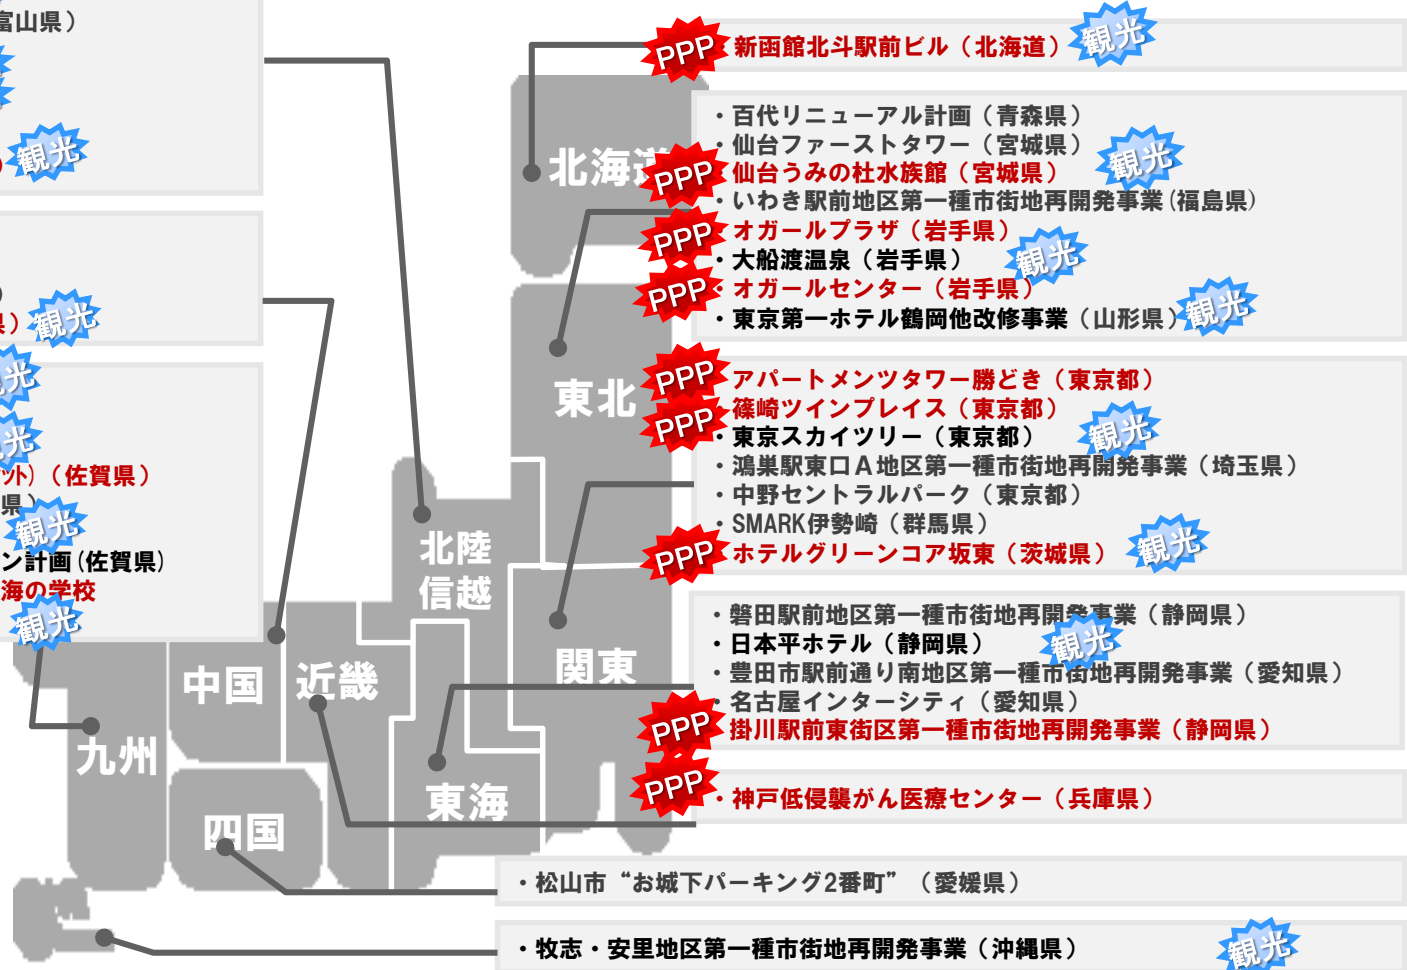 富山県）
観光
観光
県）
観光
ット）（佐賀県）
県）
観光
ン計画(佐賀県)
海の学校
観光
PPP
・新函館北斗駅前ビル（北海道）
観光
・百代リニューアル計画（青森県）
・仙台ファーストタワー（宮城県）
観光
PPP
・仙台うみの杜水族館（宮城県）
・いわき駅前地区第一種市街地再開発事業(福島県)
PPP
・オガールプラザ（岩手県）
・大船渡温泉（岩手県）
観光
PPP
・オガールセンター（岩手県）
・東京第一ホテル鶴岡他改修事業（山形県）
観光
PPP
・アパートメンツタワー勝どき（東京都）
PPP
・篠崎ツインプレイス（東京都）
・東京スカイツリー（東京都）
観光
・鴻巣駅東口Ａ地区第一種市街地再開発事業（埼玉県）
・中野セントラルパーク（東京都）
・SMARK伊勢崎（群馬県）
PPP
・ホテルグリーンコア坂東（茨城県）
観光
・磐田駅前地区第一種市街地再開発事業（静岡県）
・日本平ホテル（静岡県）
観光
・豊田市駅前通り南地区第一種市街地再開発事業（愛知県）
・名古屋インターシティ（愛知県）
PPP
・掛川駅前東街区第一種市街地再開発事業（静岡県）
PPP
・神戸低侵襲がん医療センター（兵庫県）
・松山市“お城下パーキング2番町”（愛媛県）
・牧志・安里地区第一種市街地再開発事業（沖縄県）
観光
北海道
東北
北陸
信越
関東
中国
近畿
九州
東海
四国